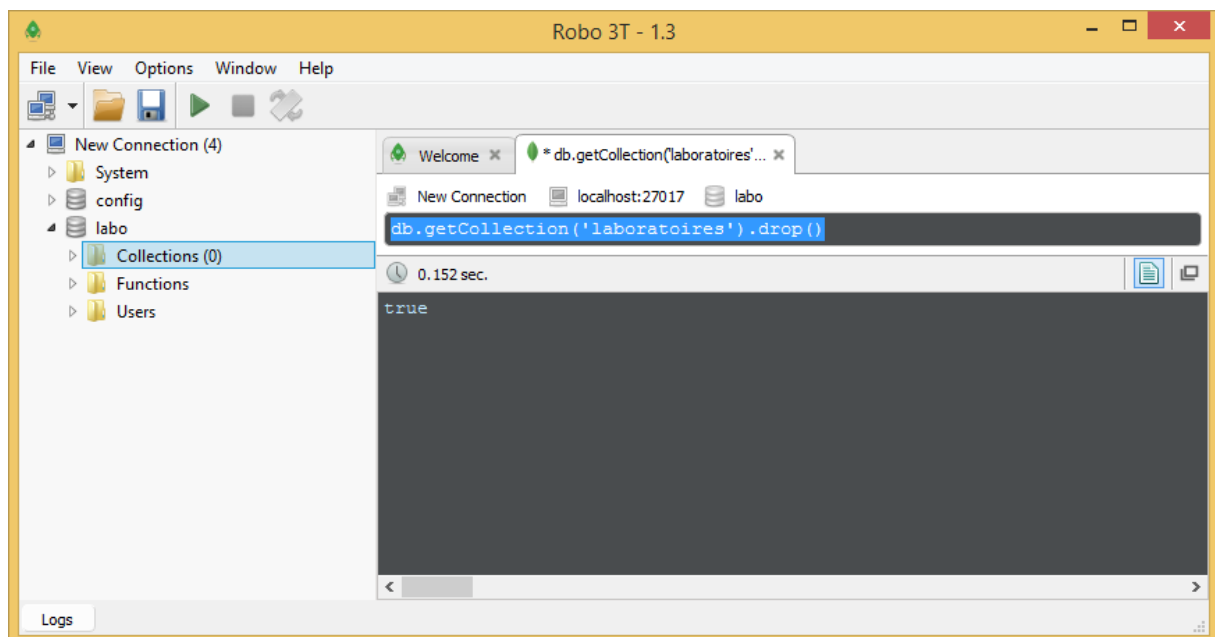 Robo 3T - 1.3
File View Options Window Help
New Connection (4)
System
config
labo
Collections (0)
Functions
Users
Welcome * db.getCollection('laboratoires'...
New Connection localhost:27017 labo
db.getCollection('laboratoires').drop()
0.152 sec.
true
Logs